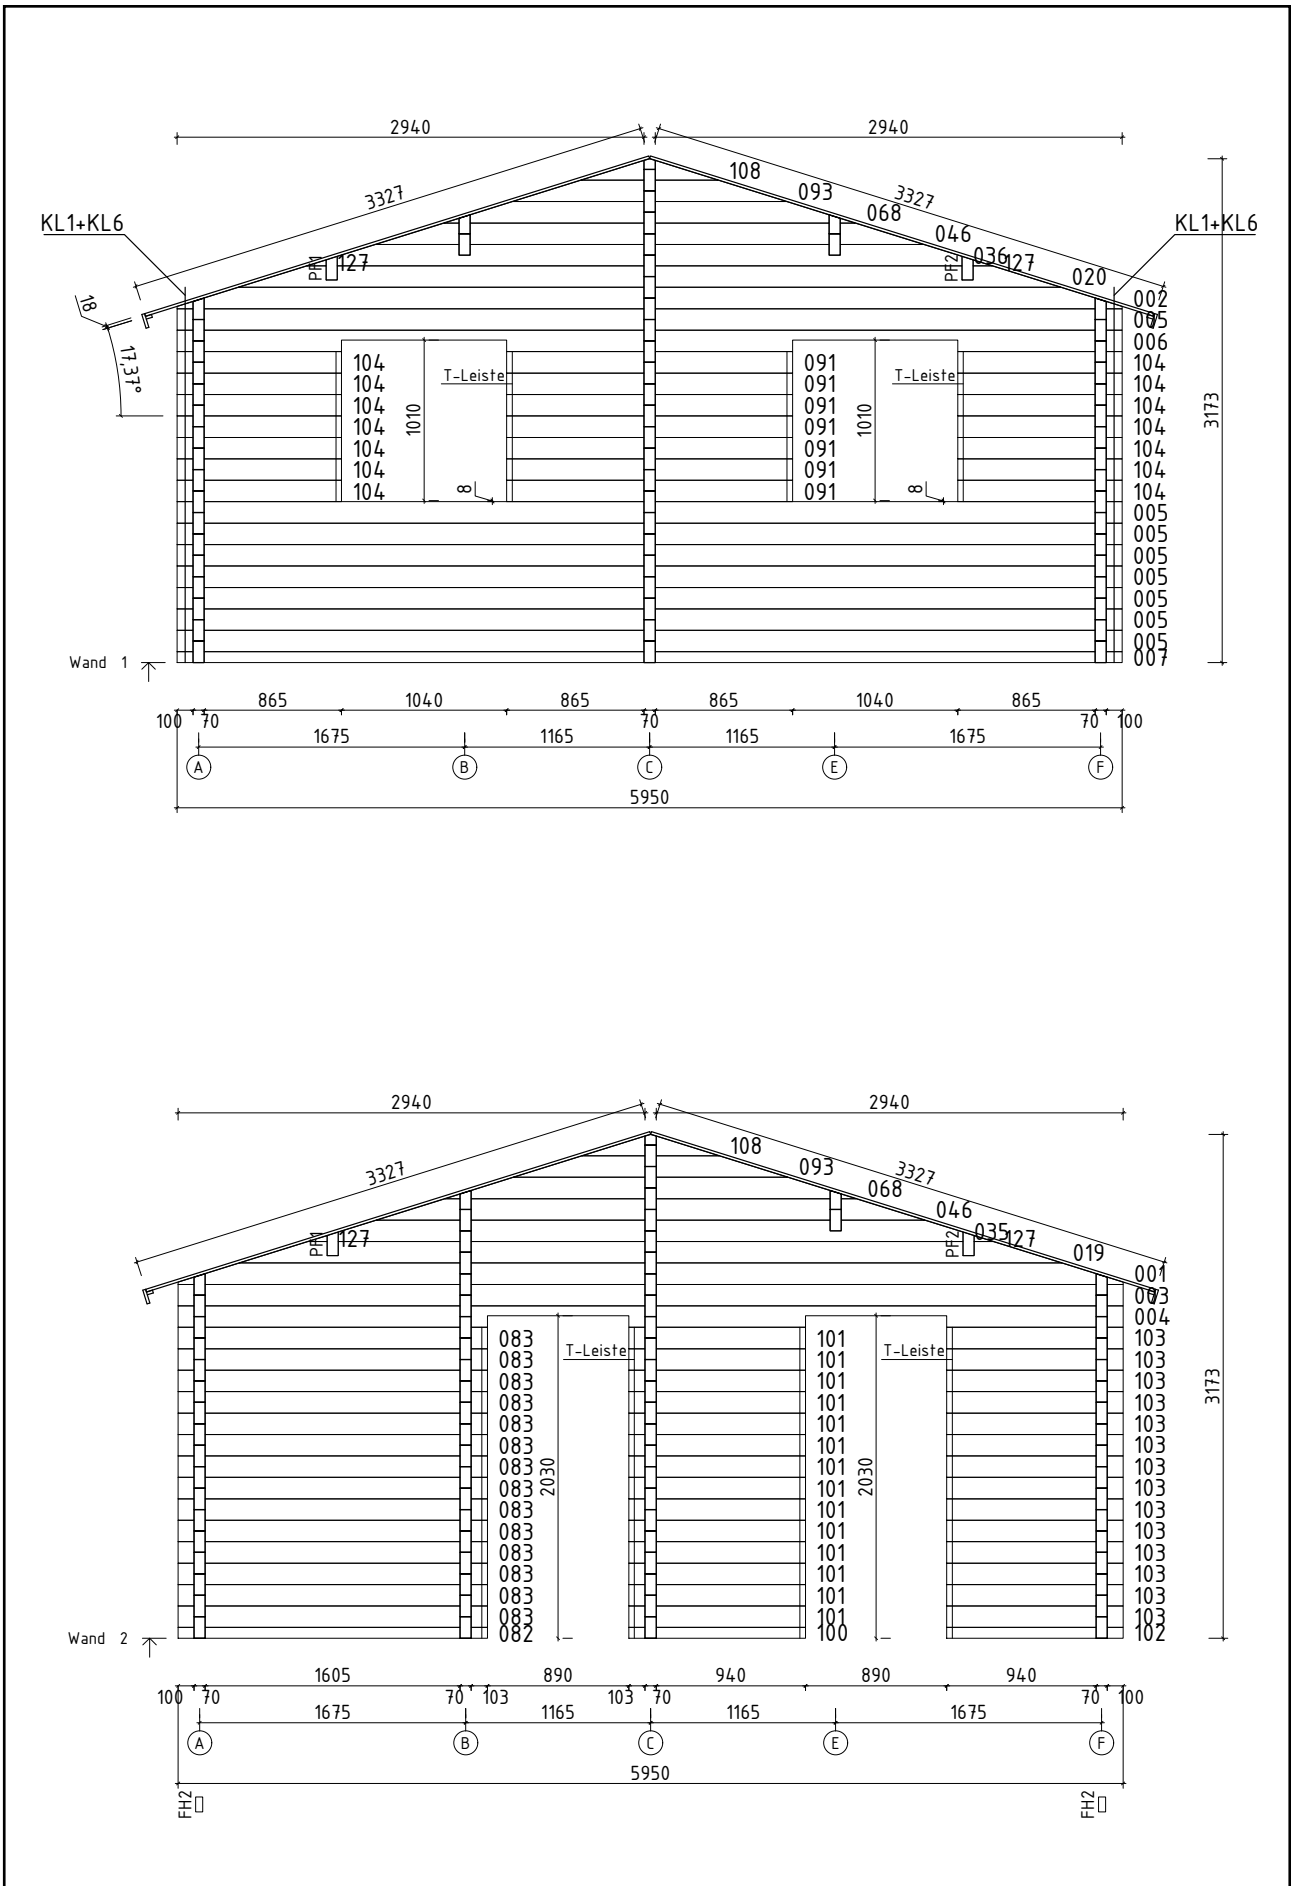 2940 2940
3327 3327
108
093
068
046
036 127
020
KL1+KL6 KL1+KL6
PF1 127 PF2
18
17,37°
002
005
006
104 091 104
104 T-Leiste 091 T-Leiste 104
104 091 104
104 1010 091 1010 104
104 091 104
104 091 104
104 8 091 8 104
3173
005
005
005
005
005
005
005
007
Wand 1
865 1040 865 865 1040 865
100 70 70 70 100
1675 1165 1165 1675
A B C E F
5950
2940 2940
3327 3327
108
093
068
046
035 127
019
PF1 127 PF2
001
003
004
083 101 103
083 T-Leiste 101 T-Leiste 103
083 101 103
083 101 103
083 101 103
083 101 103
083 101 103
083 2030 101 2030 103
083 101 103
083 101 103
083 101 103
083 101 103
083 101 103
083 101 103
082 100 102
3173
Wand 2
1605 890 940 890 940
100 70 70 103 103 70 70 100
1675 1165 1165 1675
A B C E F
5950
FH2 FH2